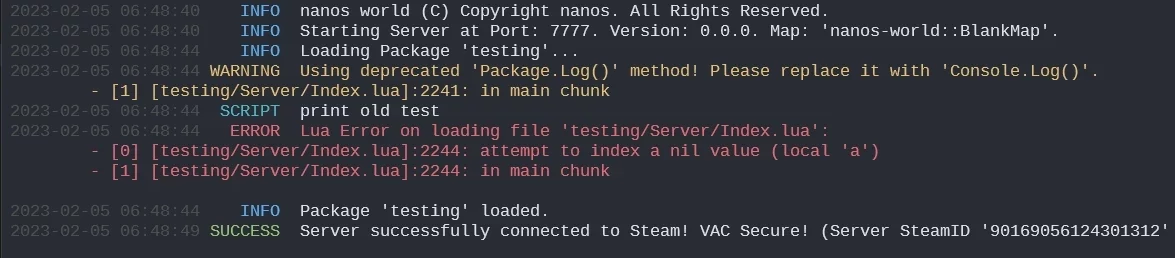 2023-02-05 06:48:40 INFO nanos world (C) Copyright nanos. All Rights Reserved.
2023-02-05 06:48:40 INFO Starting Server at Port: 7777. Version: 0.0.0. Map: 'nanos-world::BlankMap'.
2023-02-05 06:48:44 INFO Loading Package 'testing'...
2023-02-05 06:48:44 WARNING Using deprecated 'Package.Log()' method! Please replace it with 'Console.Log()'.
- [1] [testing/Server/Index.lua]:2241: in main chunk
2023-02-05 06:48:44 SCRIPT print old test
2023-02-05 06:48:44 ERROR Lua Error on loading file 'testing/Server/Index.lua':
- [0] [testing/Server/Index.lua]:2244: attempt to index a nil value (local 'a')
- [1] [testing/Server/Index.lua]:2244: in main chunk
2023-02-05 06:48:44 INFO Package 'testing' loaded.
2023-02-05 06:48:49 SUCCESS Server successfully connected to Steam! VAC Secure! (Server SteamID '90169056124301312'